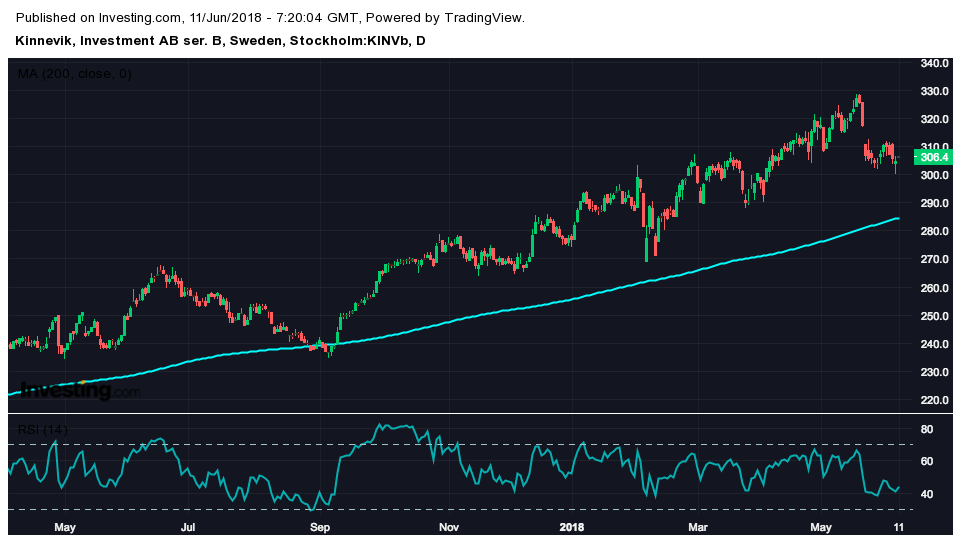 Published on Investing.com, 11/Jun/2018 - 7:20:04 GMT, Powered by TradingView.
Kinnevik, Investment AB ser. B, Sweden, Stockholm:KINVb, D
MA (200, close, 0)
340.0
330.0
320.0
310.0
306.4
300.0
290.0
280.0
270.0
260.0
250.0
240.0
230.0
220.0
Investing.com
RSI (14)
80
60
40
May Jul Sep Nov 2018 Mar May 11